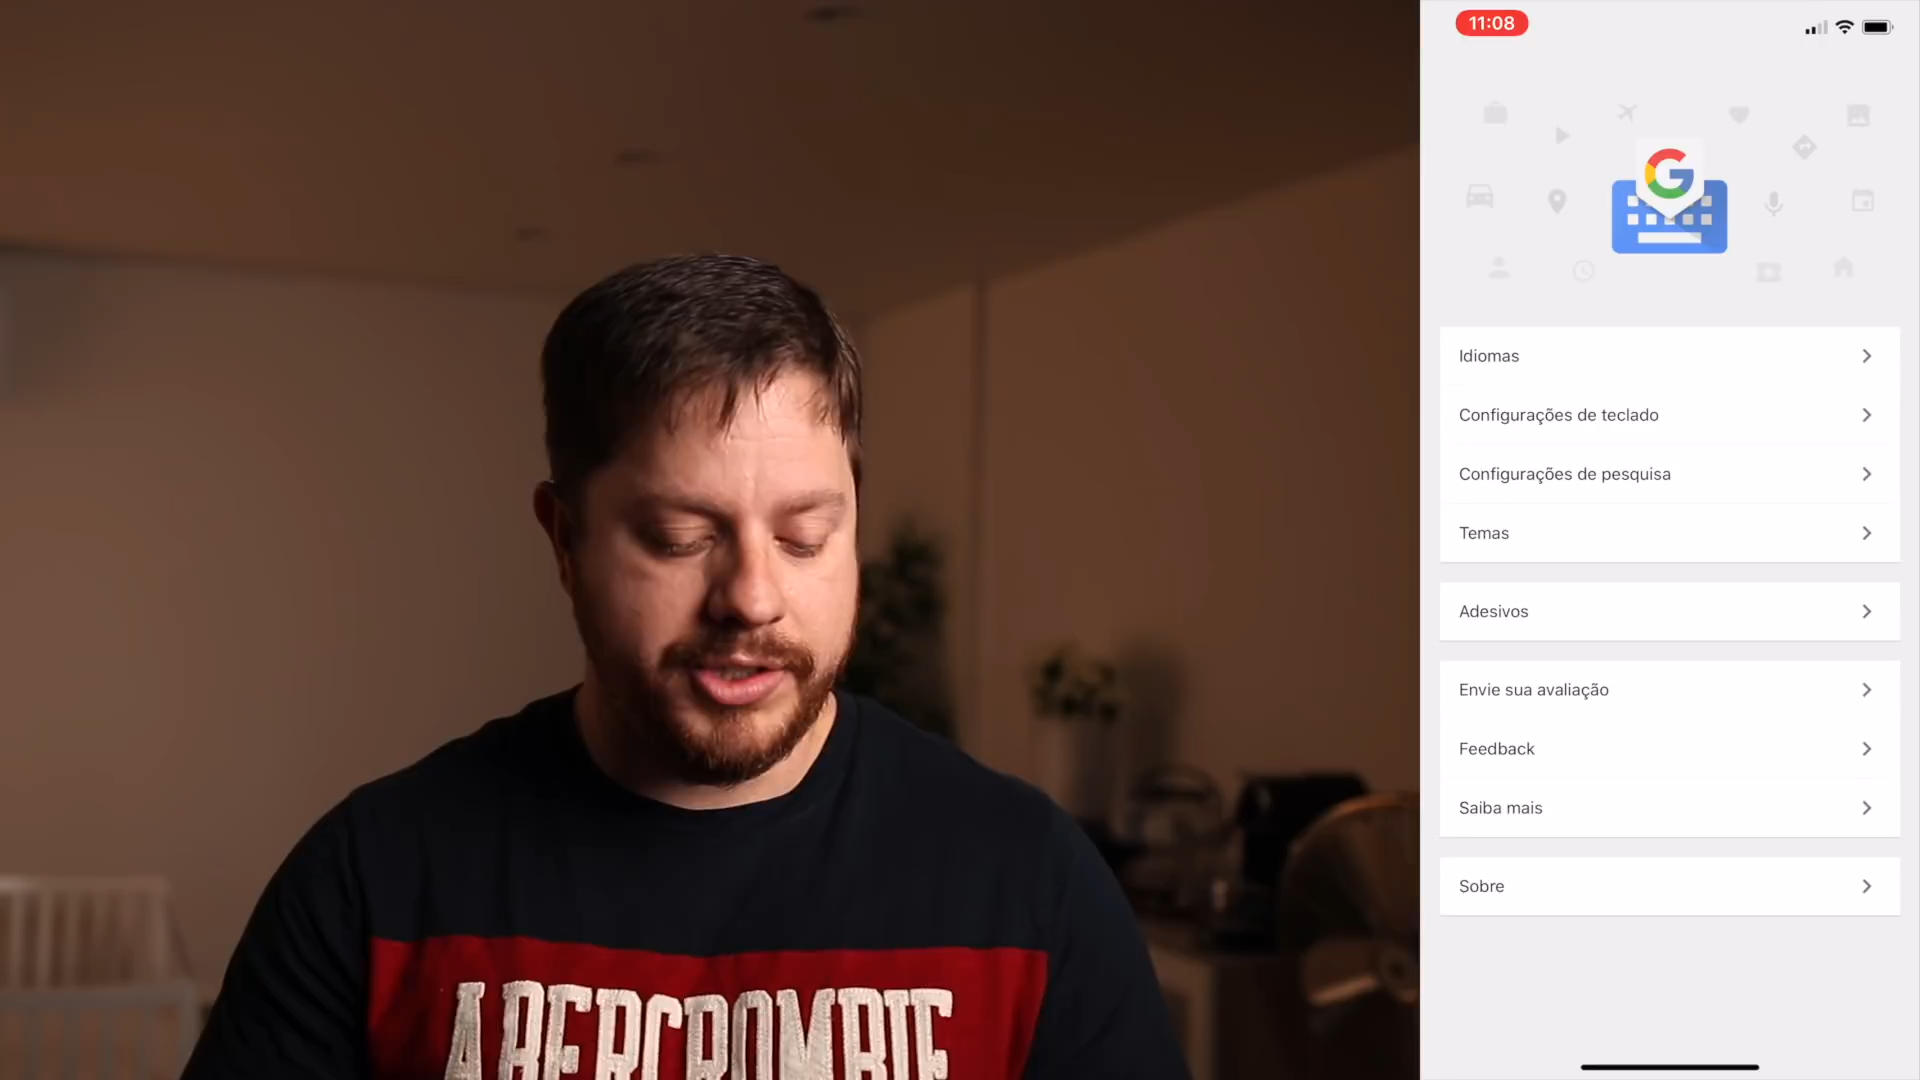 11:08
G
Idiomas
Configurações de teclado
Configurações de pesquisa
Temas
Adesivos
Envie sua avaliação
Feedback
Saiba mais
Sobre
ABERCROMBIE